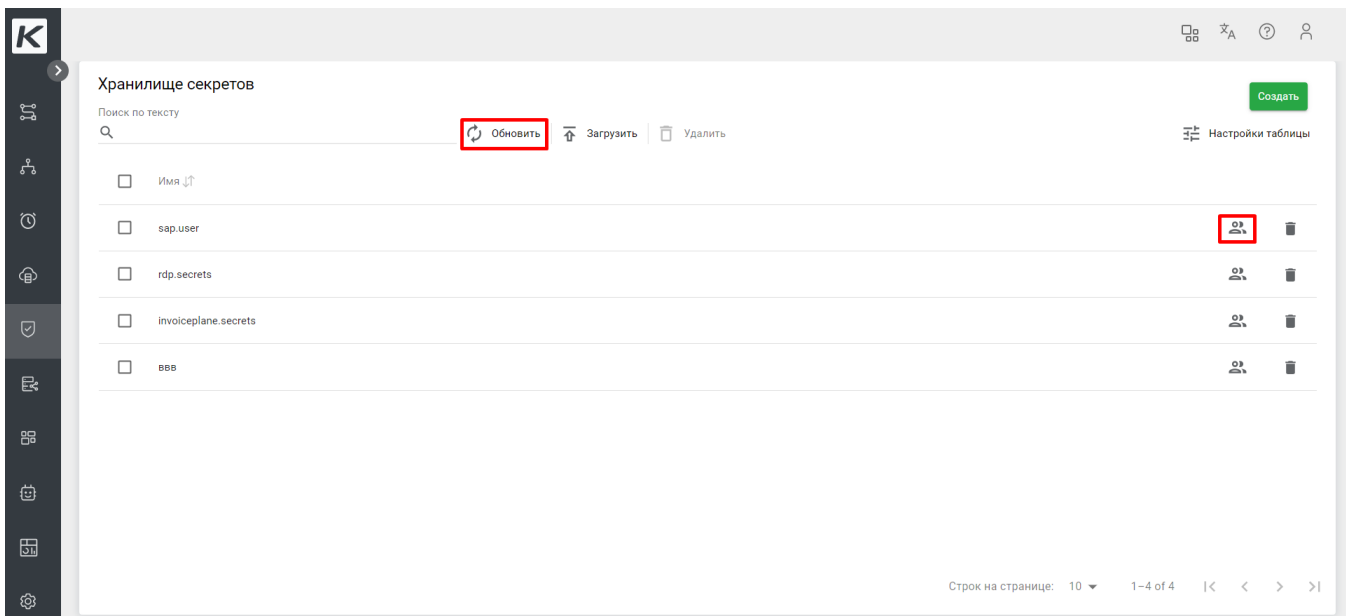 K
Хранилище секретов
Создать
Поиск по тексту
Обновить Загрузить Удалить Настройки таблицы
Имя
sap.user
rdp.secrets
invoiceplane.secrets
ввв
Строк на странице: 10 1–4 of 4